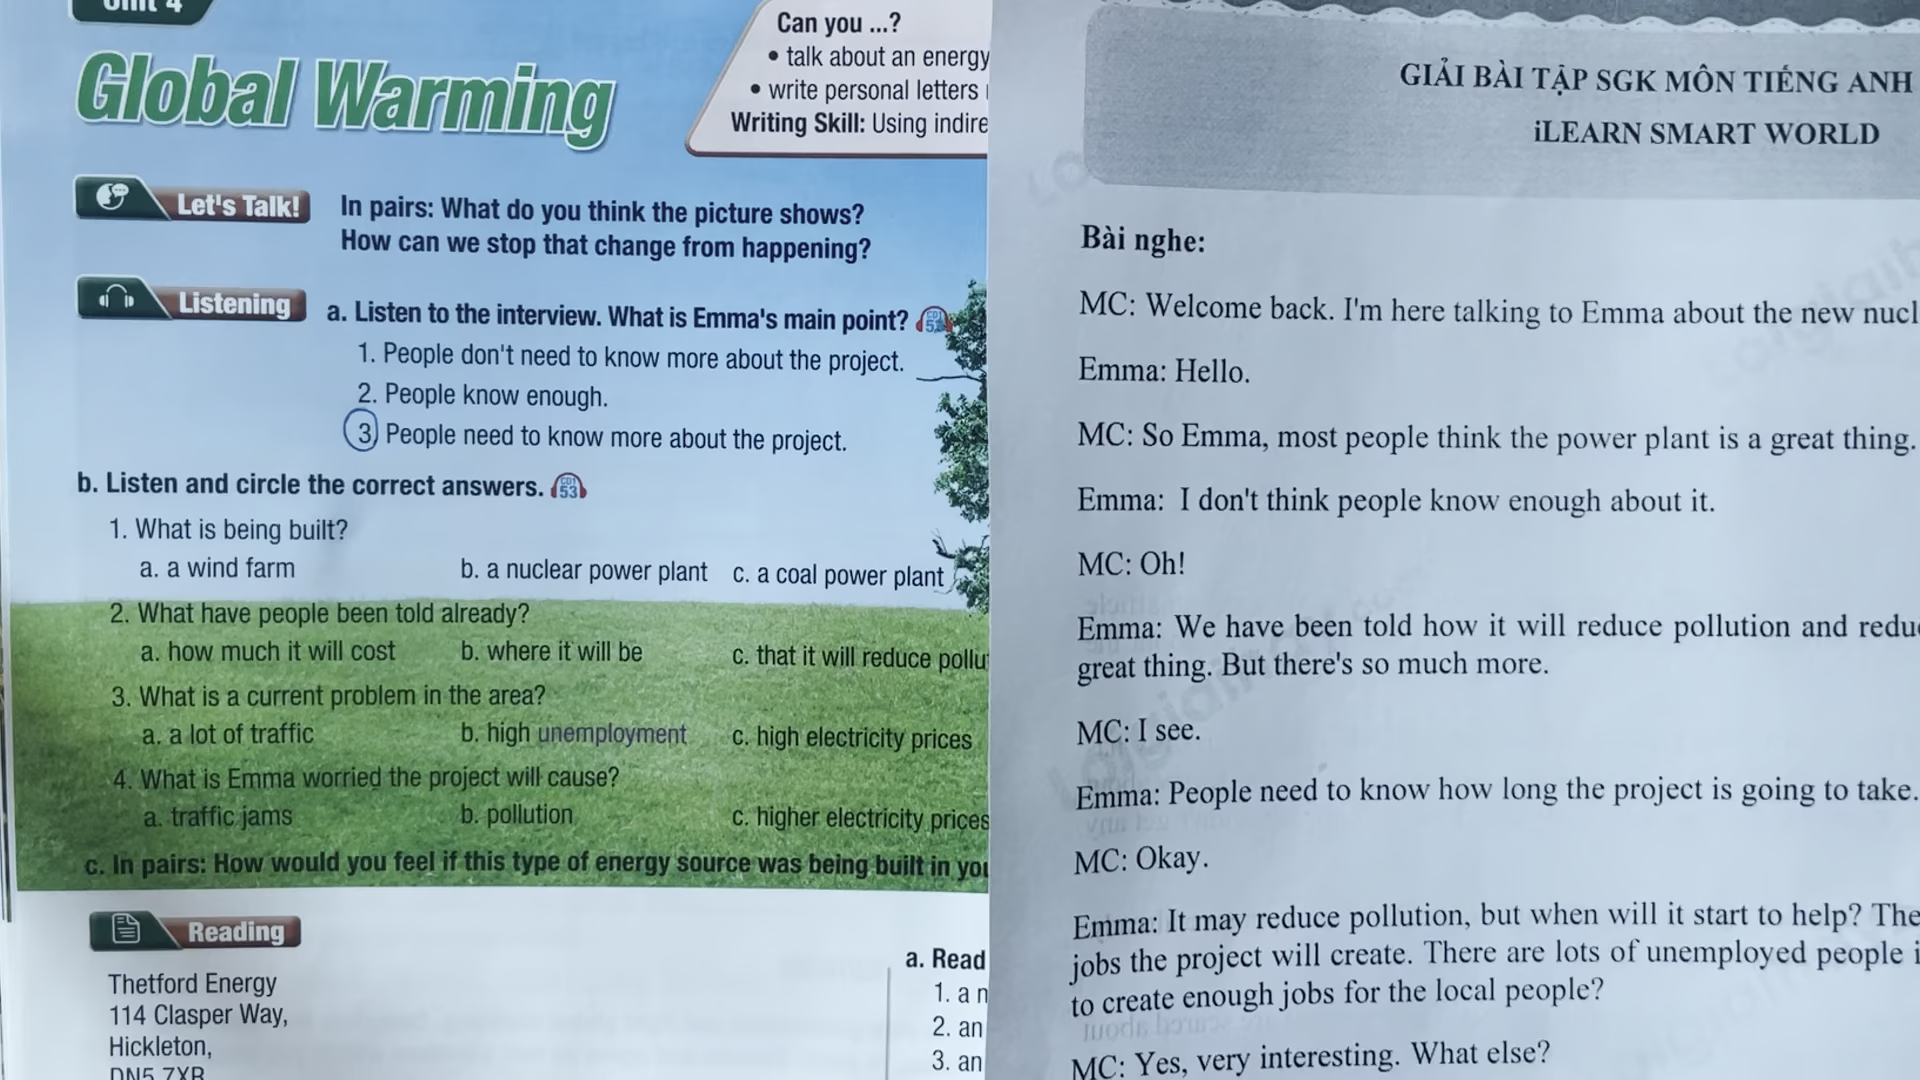 Unit 4
Global Warming
Can you ...?
• talk about an energy
• write personal letters
Writing Skill: Using
Let's Talk!
In pairs: What do you think the picture shows?
How can we stop that change from happening?
Listening
a. Listen to the interview. What is Emma's main point?
1. People don't need to know more about the project.
2. People know enough.
3. People need to know more about the project.
b. Listen and circle the correct answers. CD1 53
1. What is being built?
a. a wind farm b. a nuclear power plant c. a coal power plant
2. What have people been told already?
a. how much it will cost b. where it will be c. that it will reduce
3. What is a current problem in the area?
a. a lot of traffic b. high unemployment c. high electricity prices
4. What is Emma worried the project will cause?
a. traffic jams b. pollution c. higher electricity prices
c. In pairs: How would you feel if this type of energy source was being built in
Reading
Thetford Energy
114 Clasper Way,
Hickleton,
DN5 7XR
a. Read
1. a
2. an
3. an
GIẢI BÀI TẬP SGK MÔN TIẾNG ANH
iLEARN SMART WORLD
Bài nghe:
MC: Welcome back. I'm here talking to Emma about the new
Emma: Hello.
MC: So Emma, most people think the power plant is a great thing.
Emma: I don't think people know enough about it.
MC: Oh!
Emma: We have been told how it will reduce pollution and
great thing. But there's so much more.
MC: I see.
Emma: People need to know how long the project is going to take.
MC: Okay.
Emma: It may reduce pollution, but when will it start to help?
jobs the project will create. There are lots of unemployed people
to create enough jobs for the local people?
MC: Yes, very interesting. What else?